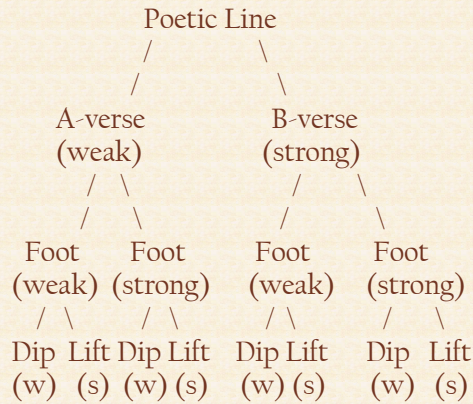 Poetic Line
A-verse B-verse
(weak) (strong)
Foot Foot Foot Foot
(weak) (strong) (weak) (strong)
Dip Lift Dip Lift Dip Lift Dip Lift
(w) (s) (w) (s) (w) (s) (w) (s)